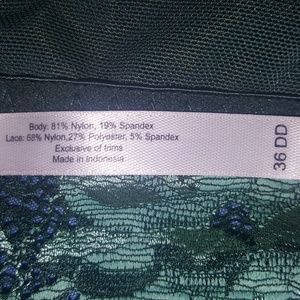 Body: 81% Nylon, 19% Spandex
Lace: 68% Nylon,27% Polyester, 5% Spandex
Exclusive of trims
Made in Indonesia
36 DD